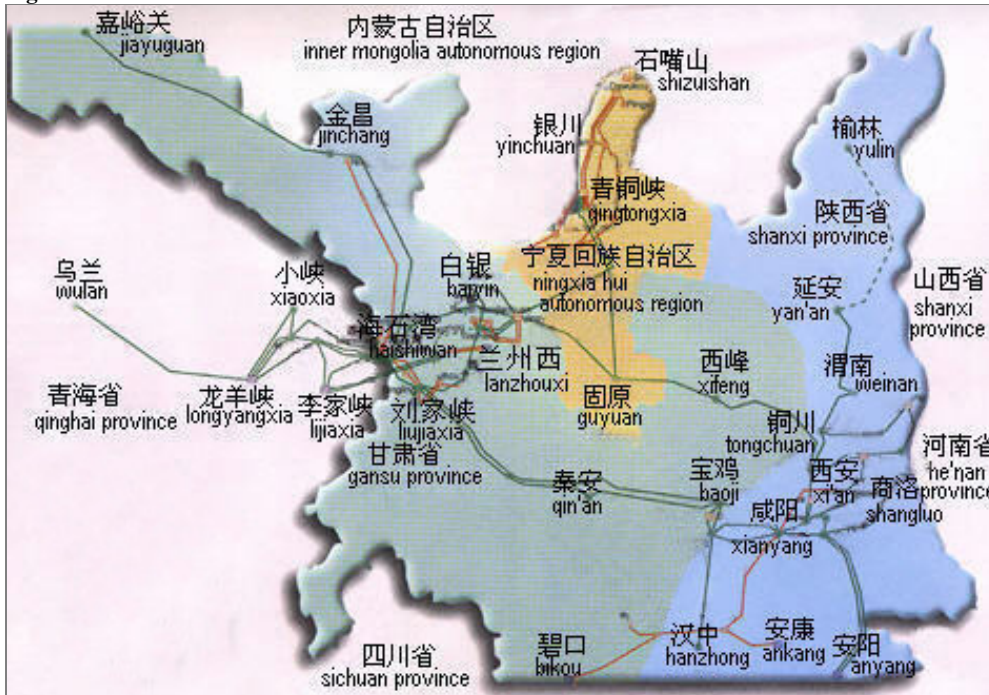 嘉峪关
jiayuguan
内蒙古自治区
inner mongolia autonomous region
石嘴山
shizuishan
金昌
jinchang
银川
yinchuan
榆林
yulin
青铜峡
qingtongxia
陕西省
shanxi province
宁夏回族自治区
ningxia hui
autonomous region
乌兰
wulan
小峡
xiaoxia
白银
baiyin
延安
yan'an
山西省
shanxi
province
海石湾
haishiwan
兰州西
lanzhouxi
西峰
xifeng
渭南
weinan
青海省
qinghai province
龙羊峡
longyangxia
李家峡
lijiaxia
刘家峡
liujiaxia
固原
guyuan
铜川
tongchuan
甘肃省
gansu province
秦安
qin'an
宝鸡
baoji
西安
xi'an
河南省
he'nan
province
商洛
shangluo
咸阳
xianyang
四川省
sichuan province
碧口
bikou
汉中
hanzhong
安康
ankang
安阳
anyang